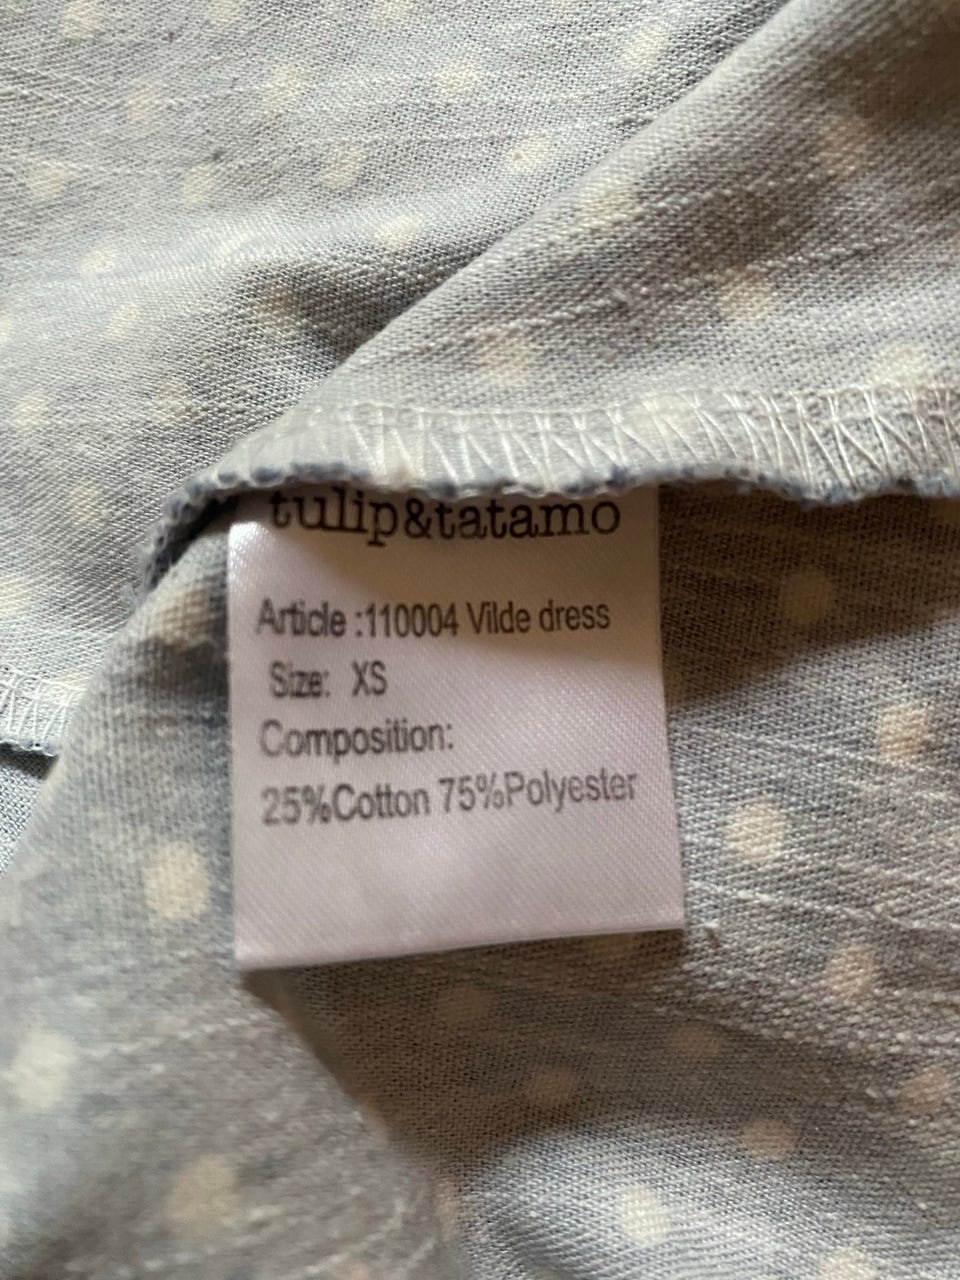 tulip&tatamo
Article :110004 Vilde dress
Size: XS
Composition:
25%Cotton 75%Polyester